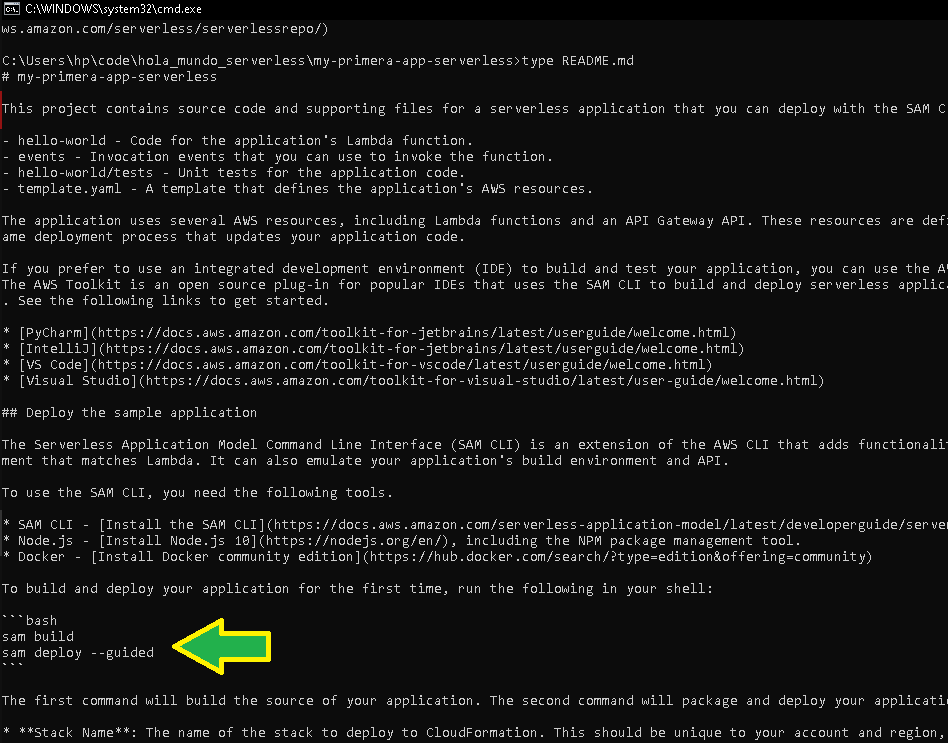 C:\WINDOWS\system32\cmd.exe
ws.amazon.com/serverless/serverlessrepo/)
C:\Users\hp\code\hola_mundo_serverless\my-primera-app-serverless>type README.md
# my-primera-app-serverless
This project contains source code and supporting files for a serverless application that you can deploy with the SAM C
- hello-world - Code for the application's Lambda function.
- events - Invocation events that you can use to invoke the function.
- hello-world/tests - Unit tests for the application code.
- template.yaml - A template that defines the application's AWS resources.
The application uses several AWS resources, including Lambda functions and an API Gateway API. These resources are defi
ame deployment process that updates your application code.
If you prefer to use an integrated development environment (IDE) to build and test your application, you can use the AW
The AWS Toolkit is an open source plug-in for popular IDEs that uses the SAM CLI to build and deploy serverless applica
. See the following links to get started.
* [PyCharm](https://docs.aws.amazon.com/toolkit-for-jetbrains/latest/userguide/welcome.html)
* [IntelliJ](https://docs.aws.amazon.com/toolkit-for-jetbrains/latest/userguide/welcome.html)
* [VS Code](https://docs.aws.amazon.com/toolkit-for-vscode/latest/userguide/welcome.html)
* [Visual Studio](https://docs.aws.amazon.com/toolkit-for-visual-studio/latest/user-guide/welcome.html)
## Deploy the sample application
The Serverless Application Model Command Line Interface (SAM CLI) is an extension of the AWS CLI that adds functionalit
ment that matches Lambda. It can also emulate your application's build environment and API.
To use the SAM CLI, you need the following tools.
* SAM CLI - [Install the SAM CLI](https://docs.aws.amazon.com/serverless-application-model/latest/developerguide/server
* Node.js - [Install Node.js 10](https://nodejs.org/en/), including the NPM package management tool.
* Docker - [Install Docker community edition](https://hub.docker.com/search/?type=edition&offering=community)
To build and deploy your application for the first time, run the following in your shell:
```bash
sam build
sam deploy --guided
```
The first command will build the source of your application. The second command will package and deploy your applicati
* **Stack Name**: The name of the stack to deploy to CloudFormation. This should be unique to your account and region,